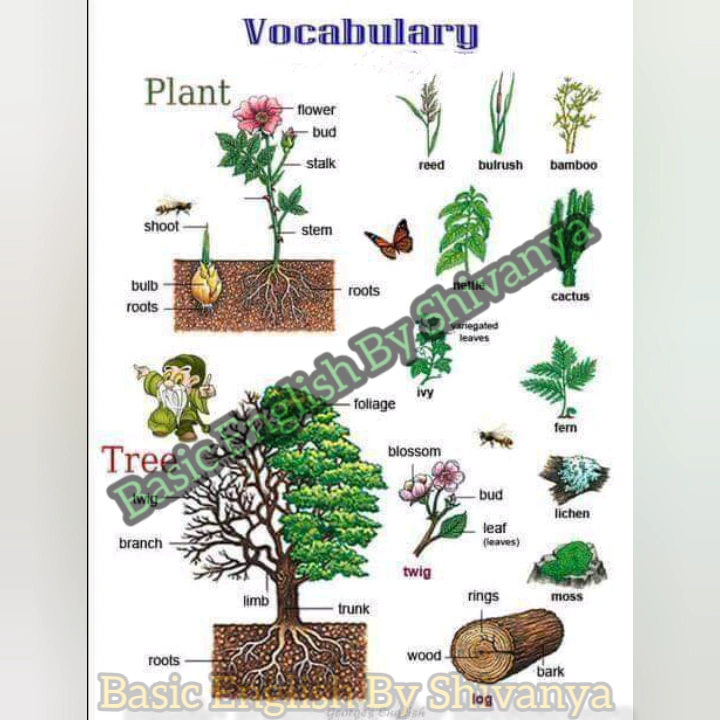 Vocabulary
Plant
flower
bud
stalk
shoot
stem
bulb
roots
roots
reed
bulrush
bamboo
nettle
cactus
variegated
leaves
ivy
fern
Tree
foliage
twig
branch
limb
trunk
roots
blossom
bud
leaf
(leaves)
twig
lichen
moss
rings
wood
bark
log
Basic English By Shivanya
Basic English By Shivanya
George's English